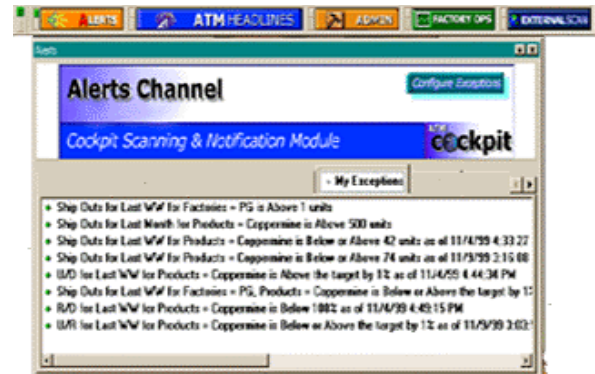 ALERTS ATM HEADLINES ADMIN FACTORY OPS EXTERNAL SCAN
Alerts
Alerts Channel
Configure Exceptions
Cockpit Scanning & Notification Module
ATM cockpit
My Exceptions
Ship Outs for Last WW for Factories = PG is Above 1 units
Ship Outs for Last Month for Products = Coppermine is Above 500 units
Ship Outs for Last WW for Products = Coppermine is Below or Above 42 units as of 11/4/99 4:33:27
Ship Outs for Last WW for Products = Coppermine is Below or Above 74 units as of 11/9/99 3:16:08
U/D for Last WW for Products = Coppermine is Above the target by 1% as of 11/4/99 4:44:34 PM
Ship Outs for Last WW for Factories = PG, Products = Coppermine is Below or Above the target by 1%
R/D for Last WW for Products = Coppermine is Below 100% as of 11/4/99 4:49:15 PM
U/R for Last WW for Products = Coppermine is Below or Above the target by 1% as of 11/9/99 3:03: